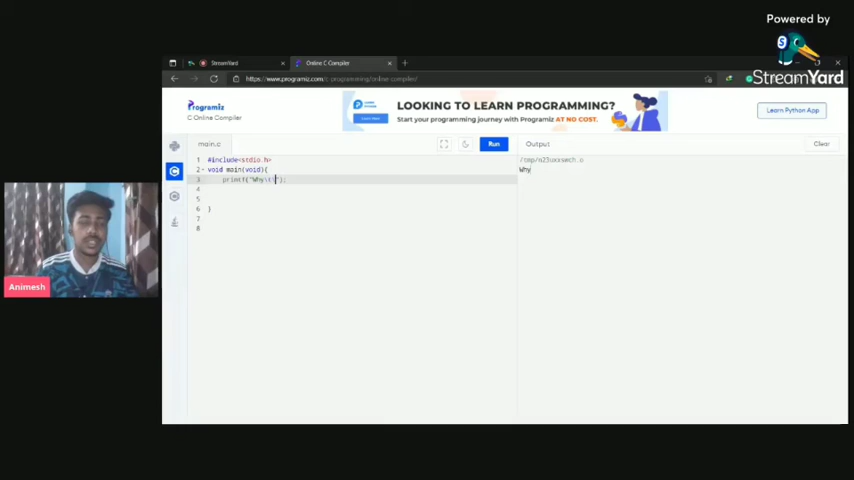 Powered by
StreamYard
StreamYard
Online C Compiler
https://www.programiz.com/c-programming/online-compiler/
Programiz
C Online Compiler
LOOKING TO LEARN PROGRAMMING?
Start your programming journey with Programiz AT NO COST.
Learn Python App
main.c
Run
Output
Clear
1 #include<stdio.h>
2 void main(void){
3 printf("Why\t\");
4
5
6 }
7
8
Why
Animesh